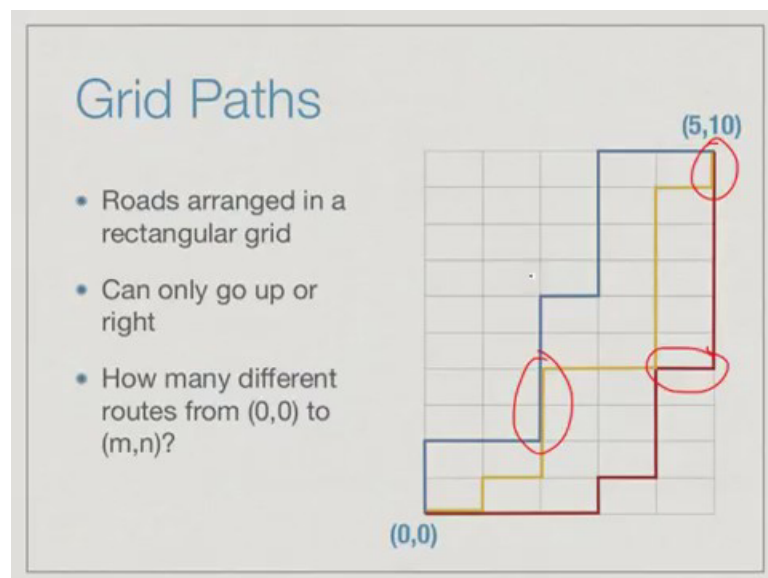 Grid Paths
(5,10)
• Roads arranged in a
rectangular grid
• Can only go up or
right
• How many different
routes from (0,0) to
(m,n)?
(0,0)